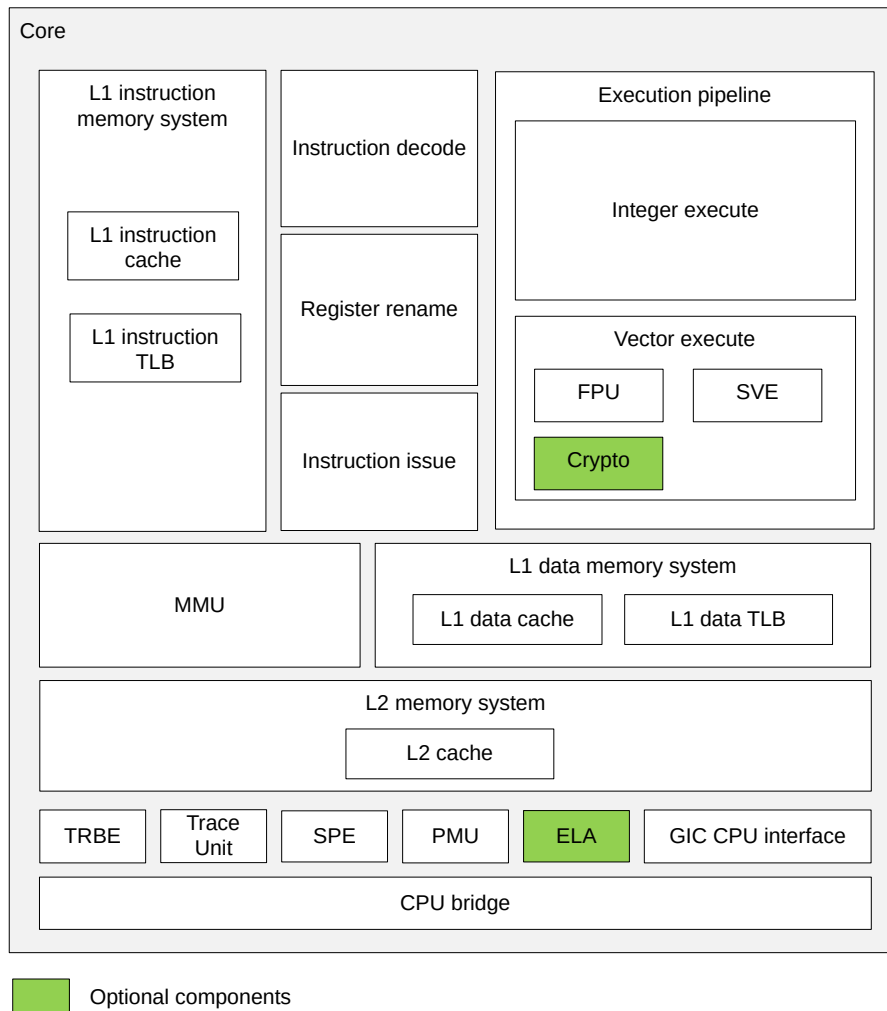 Core
L1 instruction
memory system
L1 instruction
cache
L1 instruction
TLB
Instruction decode
Register rename
Instruction issue
Execution pipeline
Integer execute
Vector execute
FPU
SVE
Crypto
MMU
L1 data memory system
L1 data cache
L1 data TLB
L2 memory system
L2 cache
TRBE
Trace
Unit
SPE
PMU
ELA
GIC CPU interface
CPU bridge
Optional components